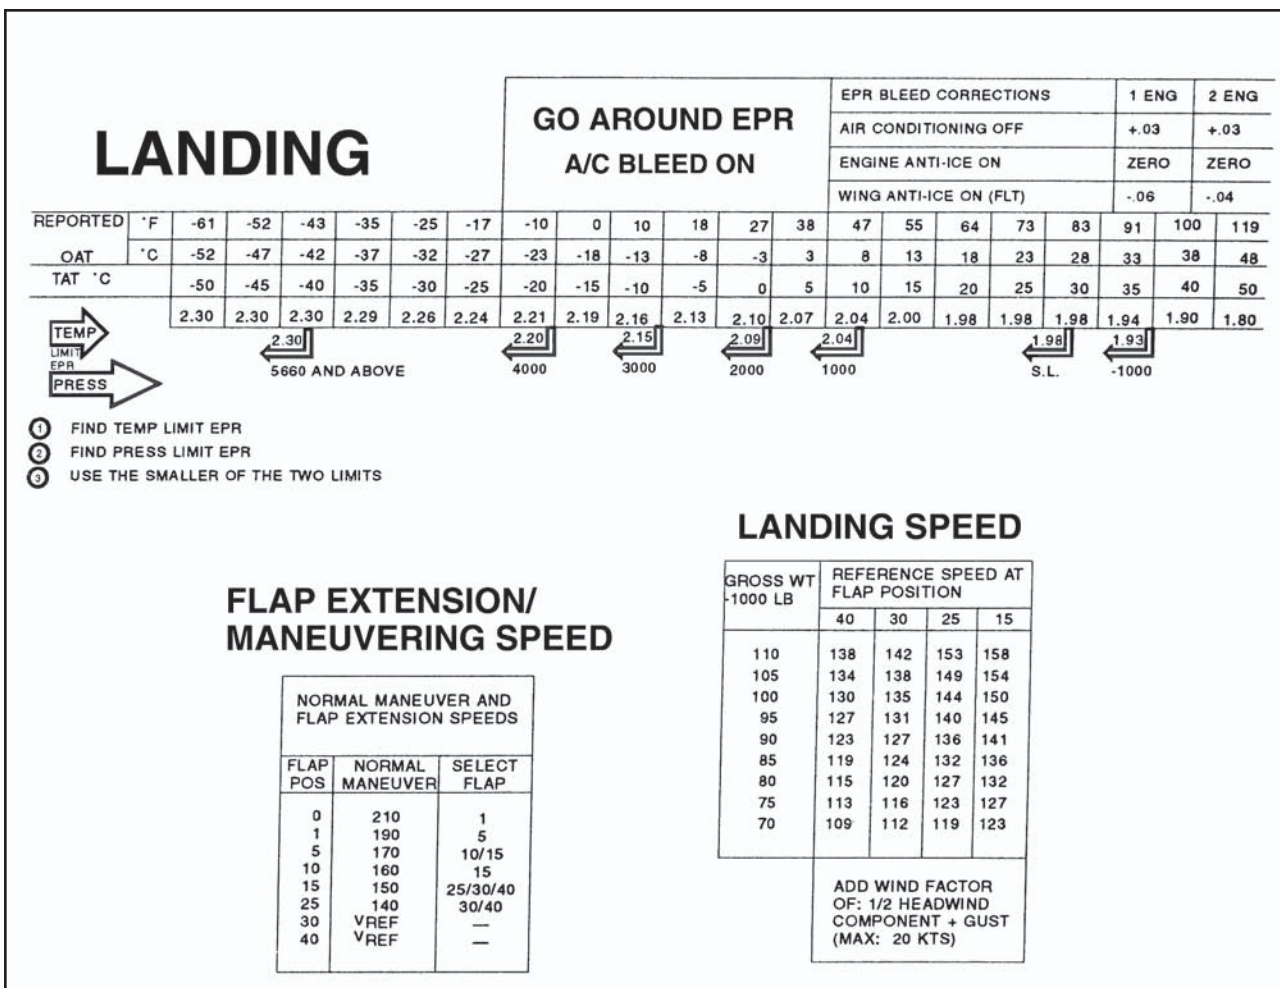 LANDING
GO AROUND EPR
A/C BLEED ON
EPR BLEED CORRECTIONS 1 ENG 2 ENG
AIR CONDITIONING OFF +.03 +.03
ENGINE ANTI-ICE ON ZERO ZERO
WING ANTI-ICE ON (FLT) -.06 -.04
REPORTED °F -61 -52 -43 -35 -25 -17 -10 0 10 18 27 38 47 55 64 73 83 91 100 119
OAT °C -52 -47 -42 -37 -32 -27 -23 -18 -13 -8 -3 3 8 13 18 23 28 33 38 48
TAT °C -50 -45 -40 -35 -30 -25 -20 -15 -10 -5 0 5 10 15 20 25 30 35 40 50
2.30 2.30 2.30 2.29 2.26 2.24 2.21 2.19 2.16 2.13 2.10 2.07 2.04 2.00 1.98 1.98 1.98 1.94 1.90 1.80
TEMP 2.30 2.20 2.15 2.09 2.04 1.98 1.93
LIMIT
EPR
5660 AND ABOVE 4000 3000 2000 1000 S.L. -1000
PRESS
1 FIND TEMP LIMIT EPR
2 FIND PRESS LIMIT EPR
3 USE THE SMALLER OF THE TWO LIMITS
FLAP EXTENSION/
MANEUVERING SPEED
NORMAL MANEUVER AND
FLAP EXTENSION SPEEDS
FLAP NORMAL SELECT
POS MANEUVER FLAP
0 210 1
1 190 5
5 170 10/15
10 160 15
15 150 25/30/40
25 140 30/40
30 VREF —
40 VREF —
LANDING SPEED
GROSS WT REFERENCE SPEED AT
-1000 LB FLAP POSITION
40 30 25 15
110 138 142 153 158
105 134 138 149 154
100 130 135 144 150
95 127 131 140 145
90 123 127 136 141
85 119 124 132 136
80 115 120 127 132
75 113 116 123 127
70 109 112 119 123
ADD WIND FACTOR
OF: 1/2 HEADWIND
COMPONENT + GUST
(MAX: 20 KTS)